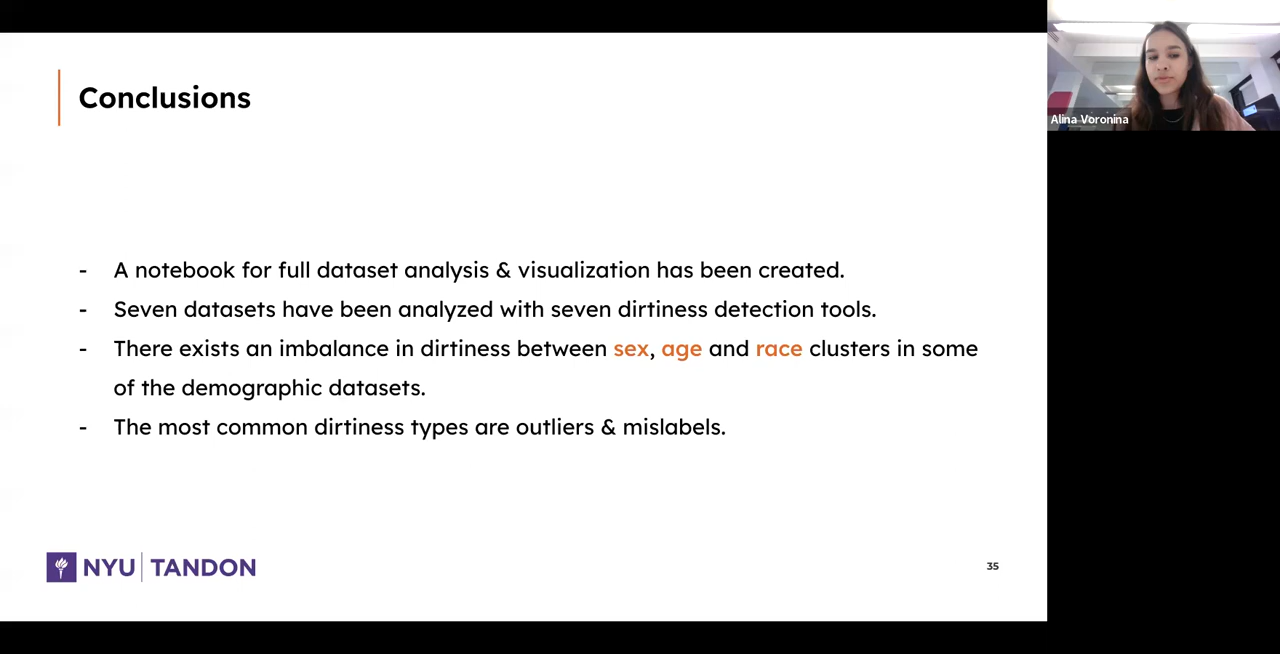 Conclusions
- A notebook for full dataset analysis & visualization has been created.
- Seven datasets have been analyzed with seven dirtiness detection tools.
- There exists an imbalance in dirtiness between sex, age and race clusters in some
of the demographic datasets.
- The most common dirtiness types are outliers & mislabels.
NYU | TANDON
35
Alina Voronina